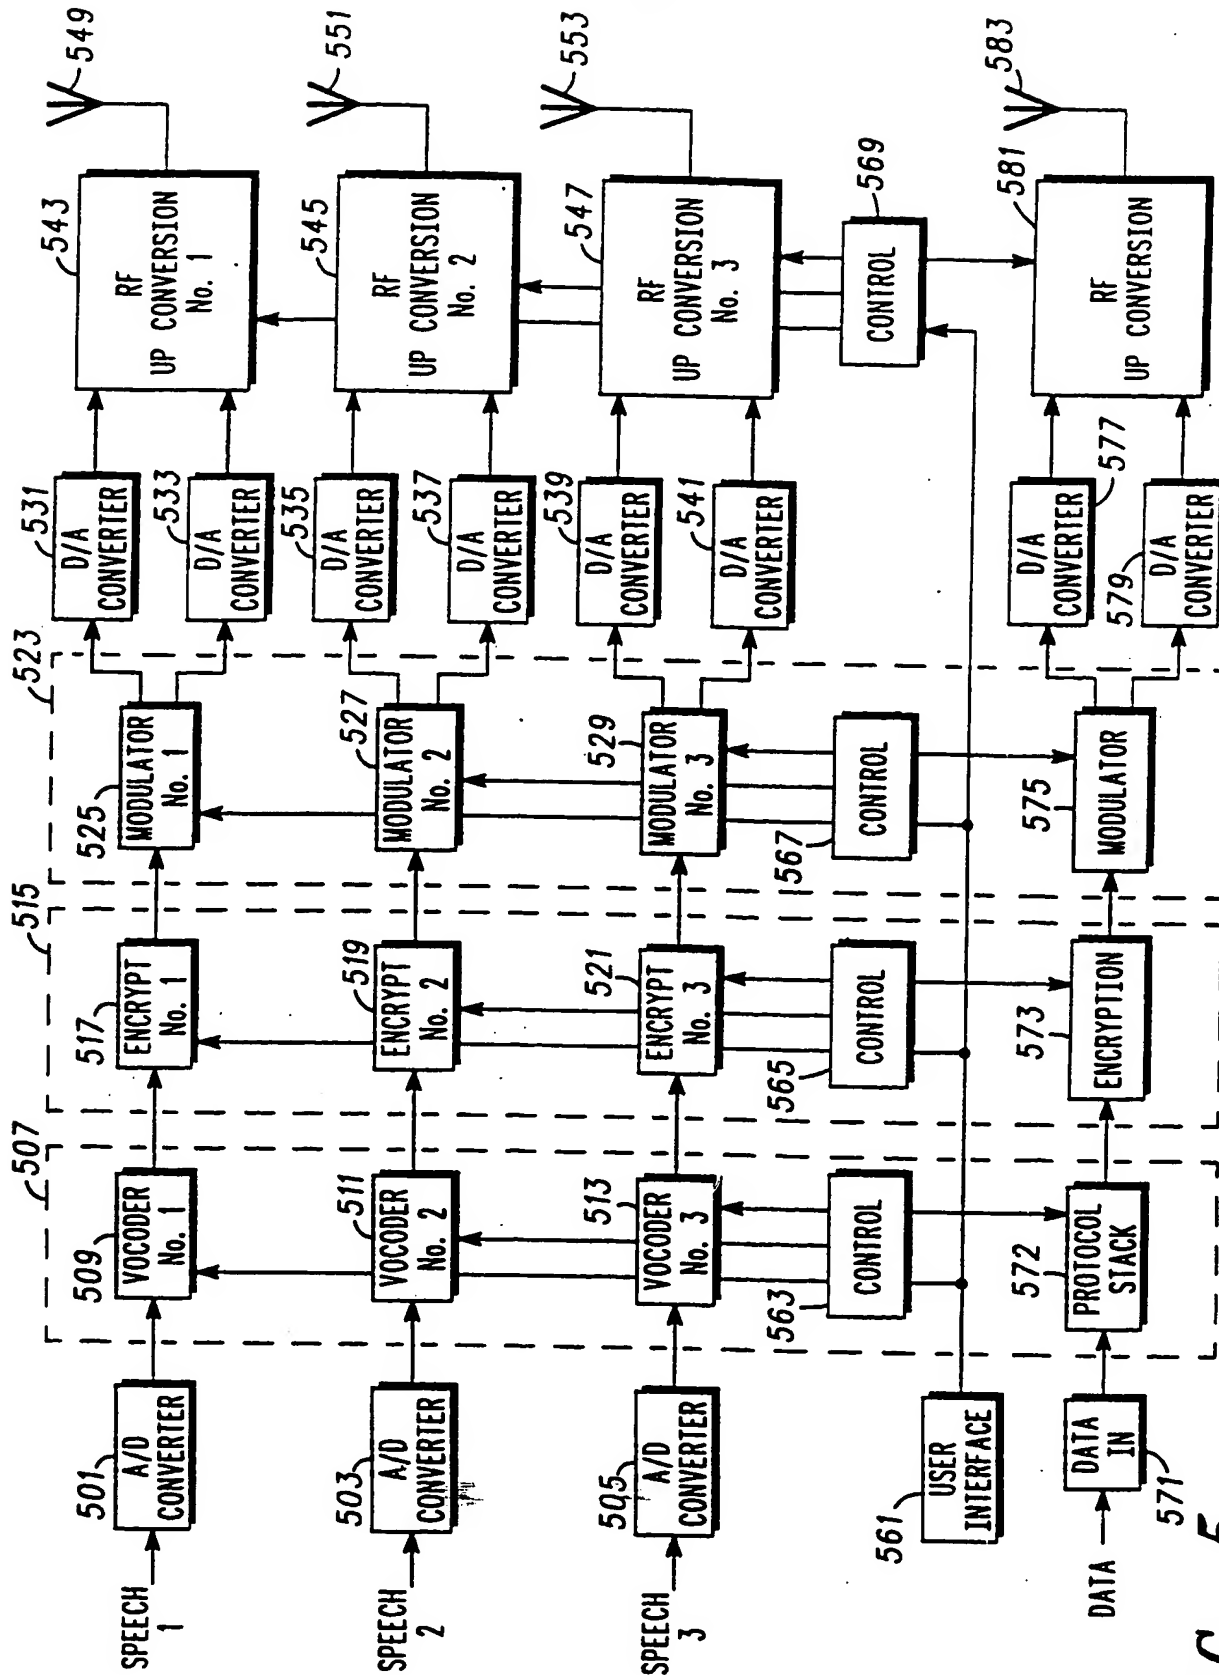 SPEECH
1
501
A/D
CONVERTER
507
509
VOCODER
No. 1
515
517
ENCRYPT
No. 1
523
525
MODULATOR
No. 1
531
D/A
CONVERTER
533
D/A
CONVERTER
543
RF
UP CONVERSION
No. 1
549
SPEECH
2
503
A/D
CONVERTER
511
VOCODER
No. 2
519
ENCRYPT
No. 2
527
MODULATOR
No. 2
535
D/A
CONVERTER
537
D/A
CONVERTER
545
RF
UP CONVERSION
No. 2
551
SPEECH
3
505
A/D
CONVERTER
513
VOCODER
No. 3
521
ENCRYPT
No. 3
529
MODULATOR
No. 3
539
D/A
CONVERTER
541
D/A
CONVERTER
547
RF
UP CONVERSION
No. 3
553
561
USER
INTERFACE
563
CONTROL
565
CONTROL
567
CONTROL
569
CONTROL
DATA
571
DATA
IN
572
PROTOCOL
STACK
573
ENCRYPTION
575
MODULATOR
577
D/A
CONVERTER
579
D/A
CONVERTER
581
RF
UP CONVERSION
583